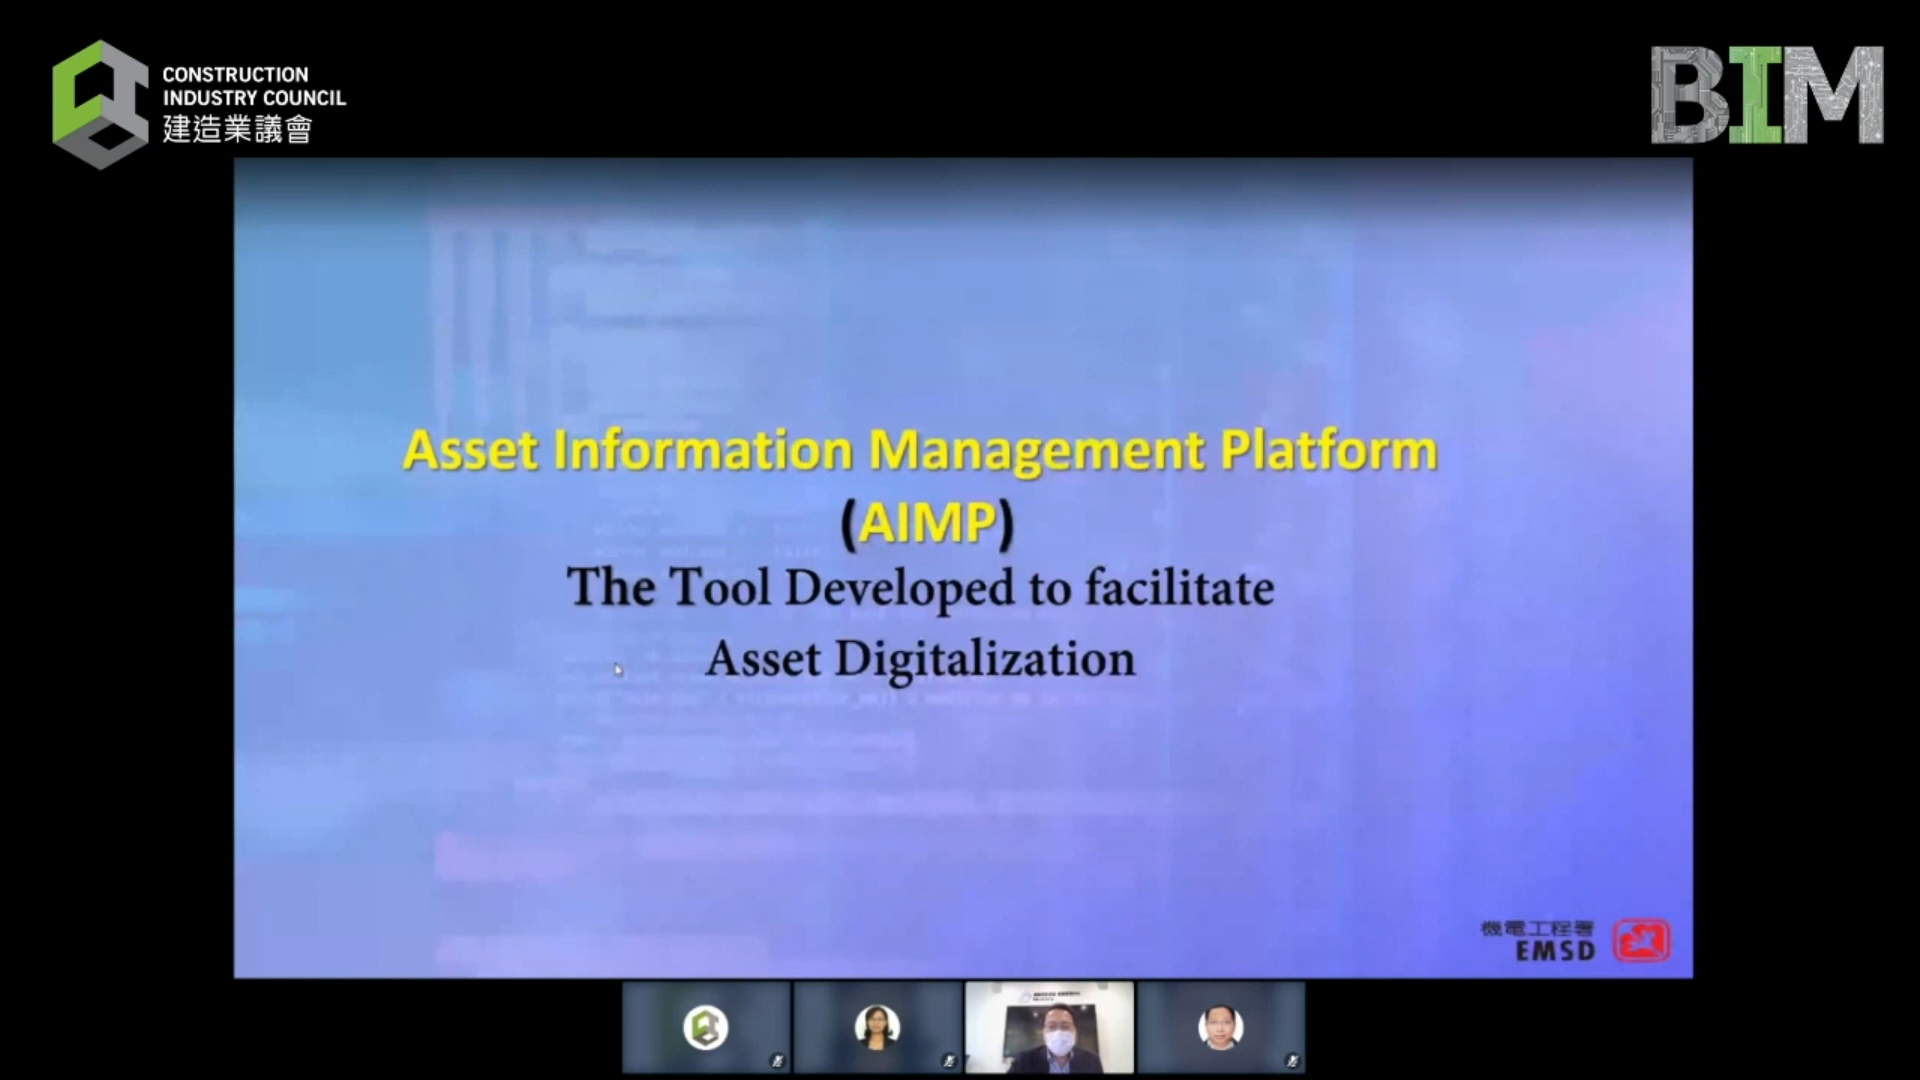 CONSTRUCTION
INDUSTRY COUNCIL
建造業議會
BIM
Asset Information Management Platform
(AIMP)
The Tool Developed to facilitate
Asset Digitalization
機電工程署
EMSD